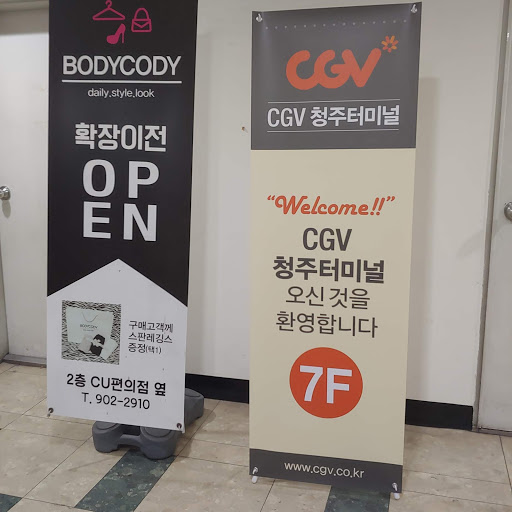 BODYCODY
daily.style.look
확장이전
OP
EN
BODYCODY
구매고객께
스판레깅스
증정(택1)
2층 CU편의점 옆
T. 902-2910
CGV
CGV 청주터미널
“Welcome!!”
CGV
청주터미널
오신 것을
환영합니다
7F
www.cgv.co.kr